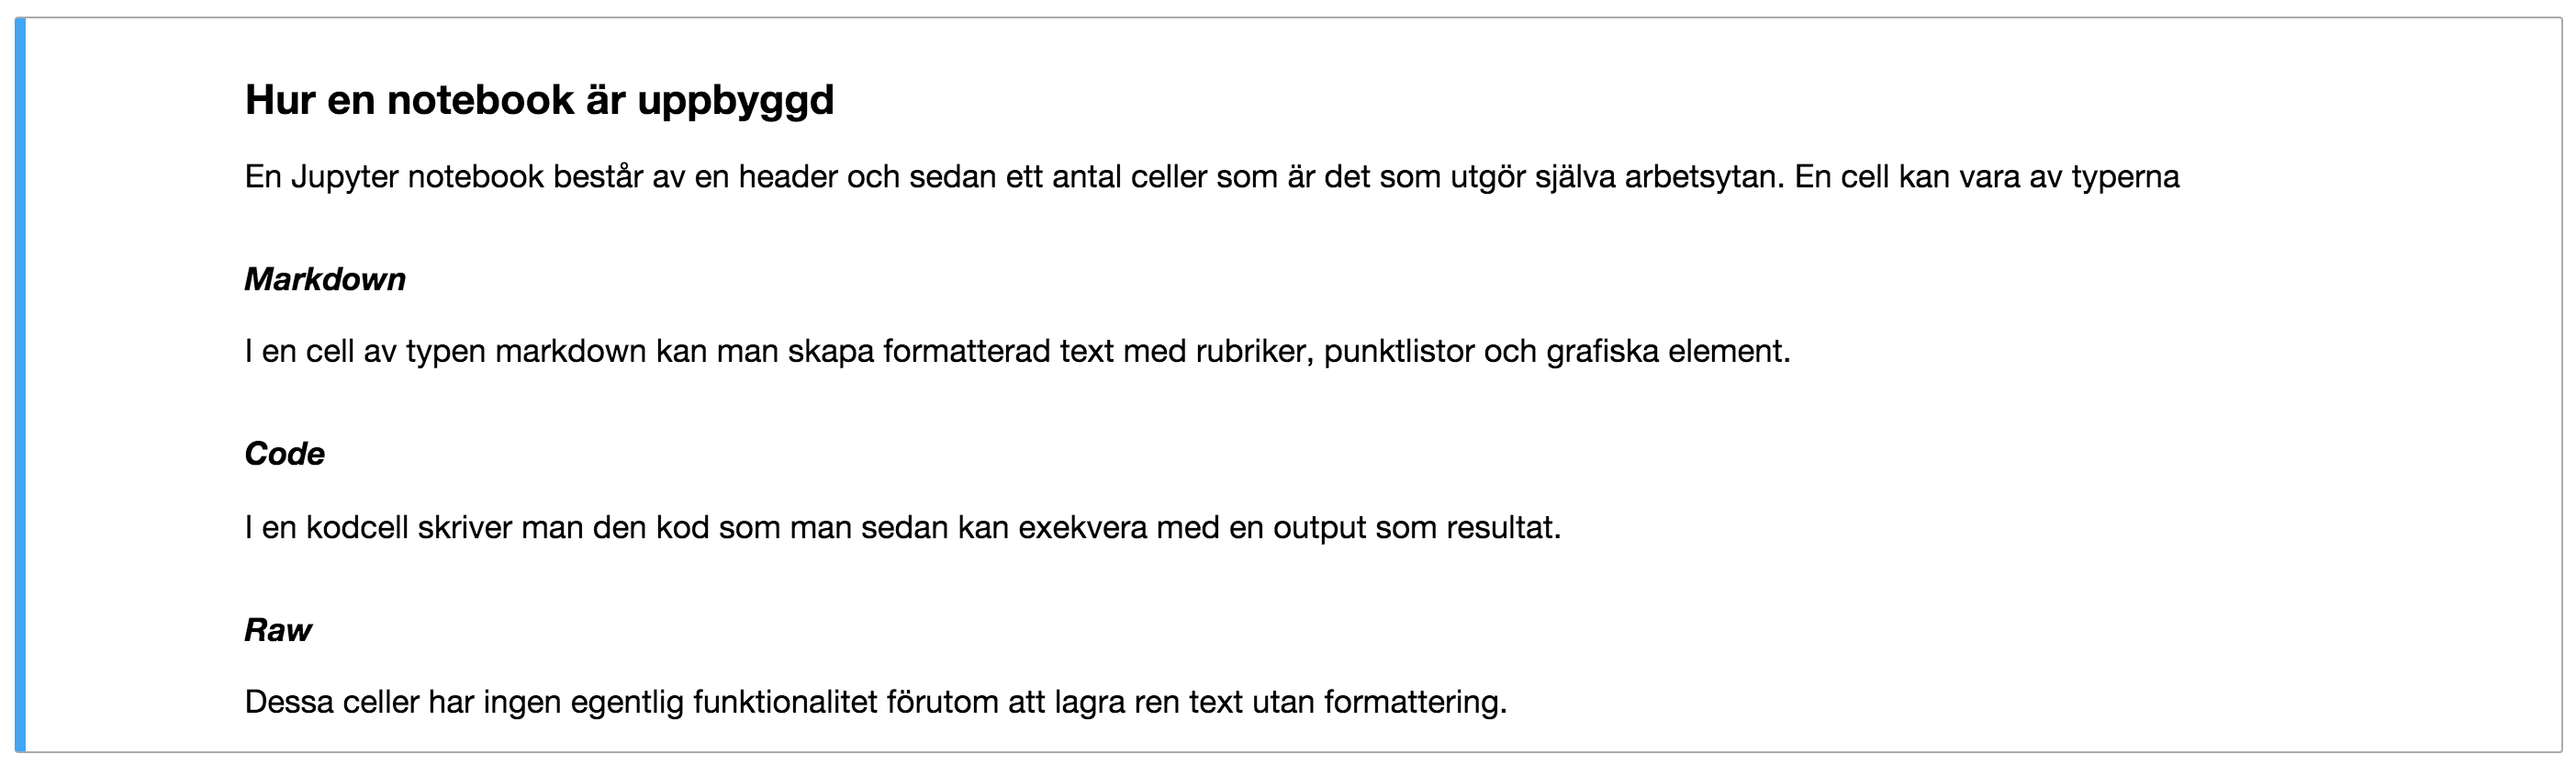 Hur en notebook är uppbyggd
En Jupyter notebook består av en header och sedan ett antal celler som är det som utgör själva arbetsytan. En cell kan vara av typerna
Markdown
I en cell av typen markdown kan man skapa formatterad text med rubriker, punktlistor och grafiska element.
Code
I en kodcell skriver man den kod som man sedan kan exekvera med en output som resultat.
Raw
Dessa celler har ingen egentlig funktionalitet förutom att lagra ren text utan formattering.